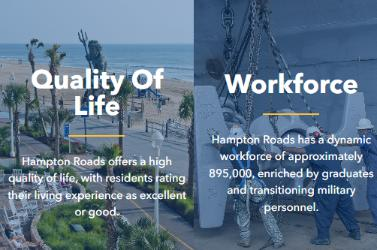 Quality Of
Life
Hampton Roads offers a high
quality of life, with residents rating
their living experience as excellent
or good.
Workforce
Hampton Roads has a dynamic
workforce of approximately
895,000, enriched by graduates
and transitioning military
personnel.